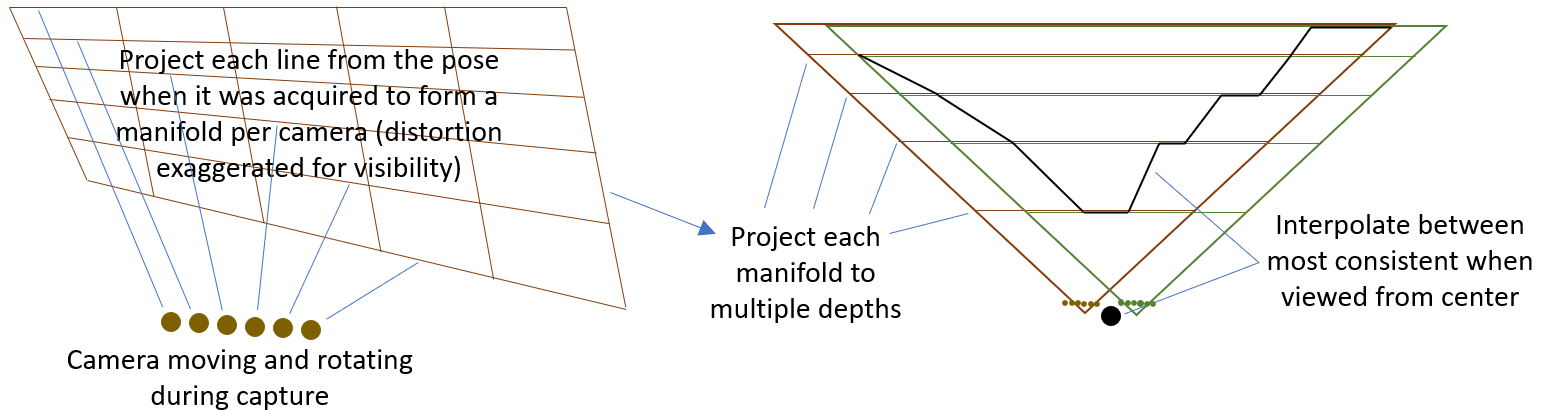 Project each line from the pose
when it was acquired to form a
manifold per camera (distortion
exaggerated for visibility)
Camera moving and rotating
during capture
Project each
manifold to
multiple depths
Interpolate between
most consistent when
viewed from center